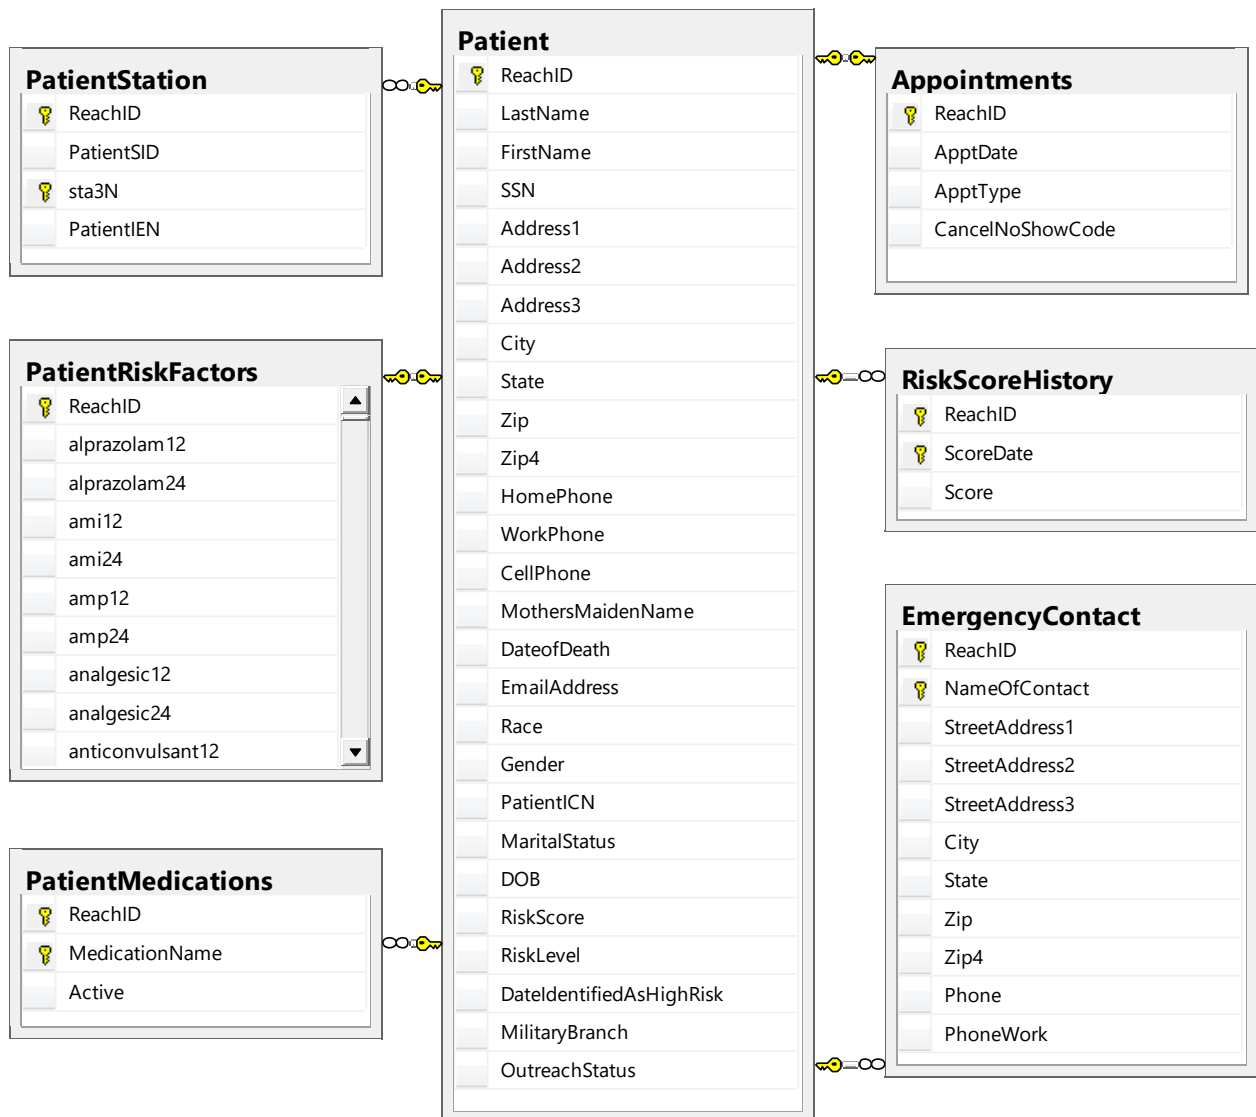 PatientStation
ReachID
PatientSID
sta3N
PatientIEN
PatientRiskFactors
ReachID
alprazolam12
alprazolam24
ami12
ami24
amp12
amp24
analgesic12
analgesic24
anticonvulsant12
PatientMedications
ReachID
MedicationName
Active
Patient
ReachID
LastName
FirstName
SSN
Address1
Address2
Address3
City
State
Zip
Zip4
HomePhone
WorkPhone
CellPhone
MothersMaidenName
DateofDeath
EmailAddress
Race
Gender
PatientICN
MaritalStatus
DOB
RiskScore
RiskLevel
DateIdentifiedAsHighRisk
MilitaryBranch
OutreachStatus
Appointments
ReachID
ApptDate
ApptType
CancelNoShowCode
RiskScoreHistory
ReachID
ScoreDate
Score
EmergencyContact
ReachID
NameOfContact
StreetAddress1
StreetAddress2
StreetAddress3
City
State
Zip
Zip4
Phone
PhoneWork